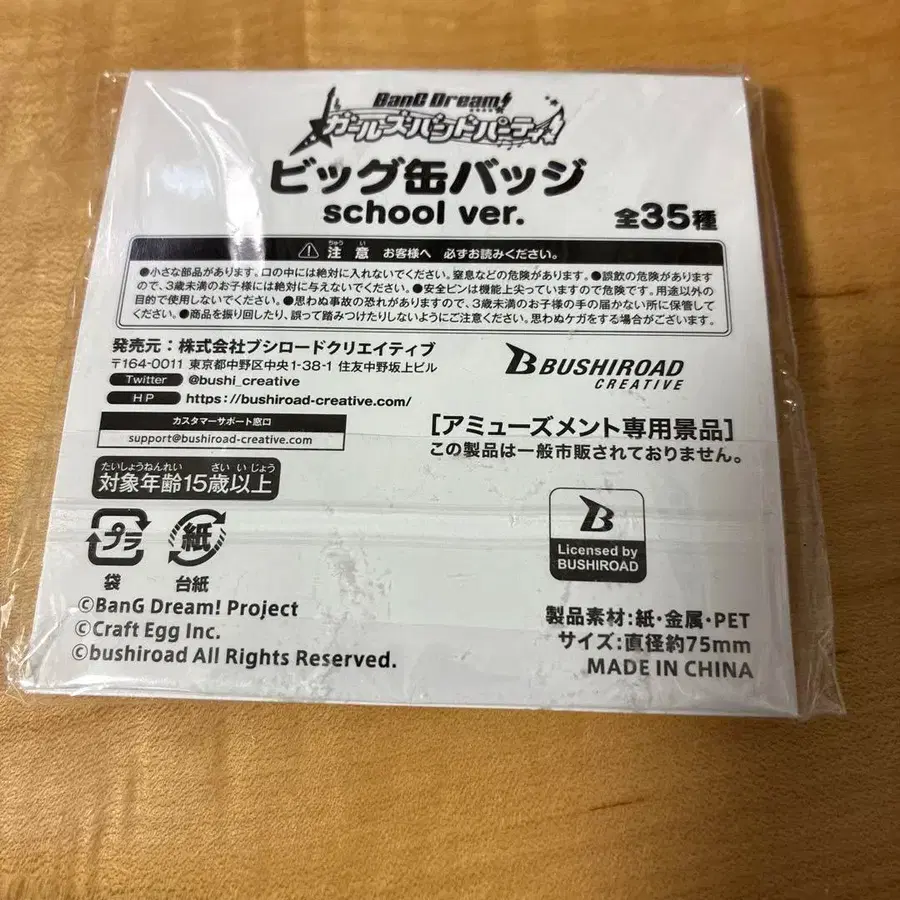 BanG Dream!
ガールズバンドパーティ!
ビッグ缶バッジ
school ver.
全35種
注意 お客様へ 必ずお読みください。
●小さな部品があります。口の中には絶対に入れないでください。窒息などの危険があります。●誤飲の危険があります
ので、3歳未満のお子様には絶対に与えないでください。●安全ピンは機能上尖っていますので危険です。用途以外の
目的で使用しないでください。●思わぬ事故の恐れがありますので、3歳未満のお子様の手の届かない所に保管して
ください。●商品を振り回したり、誤って踏みつけたりしないようにご注意ください。思わぬケガをする場合がございます。
発売元：株式会社ブシロードクリエイティブ
〒164-0011 東京都中野区中央1-38-1 住友中野坂上ビル
Twitter @bushi_creative
HP https://bushiroad-creative.com/
カスタマーサポート窓口
support@bushiroad-creative.com
BUSHIROAD
CREATIVE
[アミューズメント専用景品]
この製品は一般市販されておりません。
たいしょうねんれい さい いじょう
対象年齢15歳以上
プラ
袋
紙
台紙
B
Licensed by
BUSHIROAD
©BanG Dream! Project
©Craft Egg Inc.
©bushiroad All Rights Reserved.
製品素材:紙・金属・PET
サイズ:直径約75mm
MADE IN CHINA